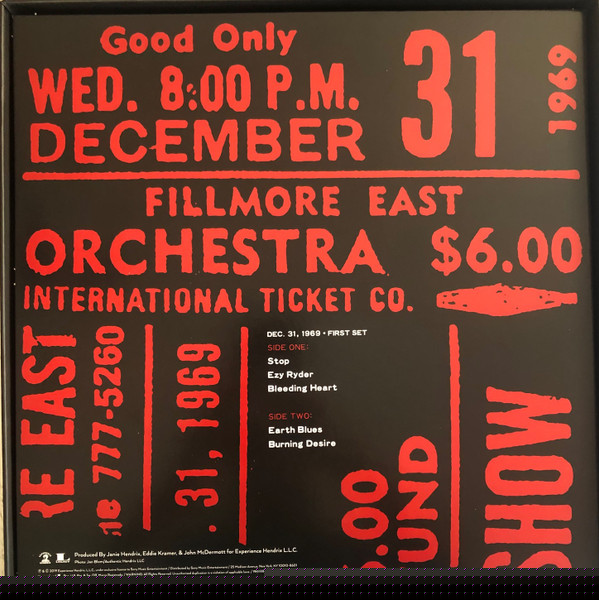 Good Only
WED. 8:00 P.M.
DECEMBER
31
1969
FILLMORE EAST
ORCHESTRA $6.00
INTERNATIONAL TICKET CO.
RE EAST
777-5260
. 31, 1969
DEC. 31, 1969 • FIRST SET
SIDE ONE:
Stop
Ezy Ryder
Bleeding Heart
SIDE TWO:
Earth Blues
Burning Desire
.00
UND
SHOW
Produced By Janie Hendrix, Eddie Kramer, & John McDermott for Experience Hendrix L.L.C.